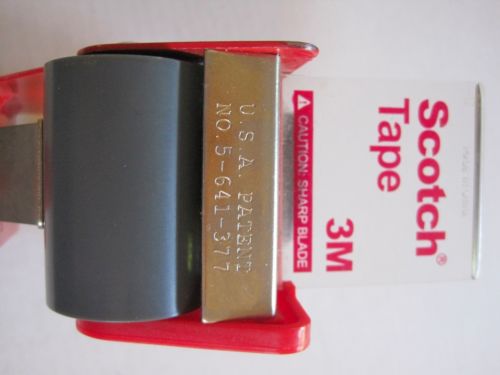 U.S.A. PATENT
NO.5-641-377
Scotch®
Tape
3M
CAUTION: SHARP BLADE